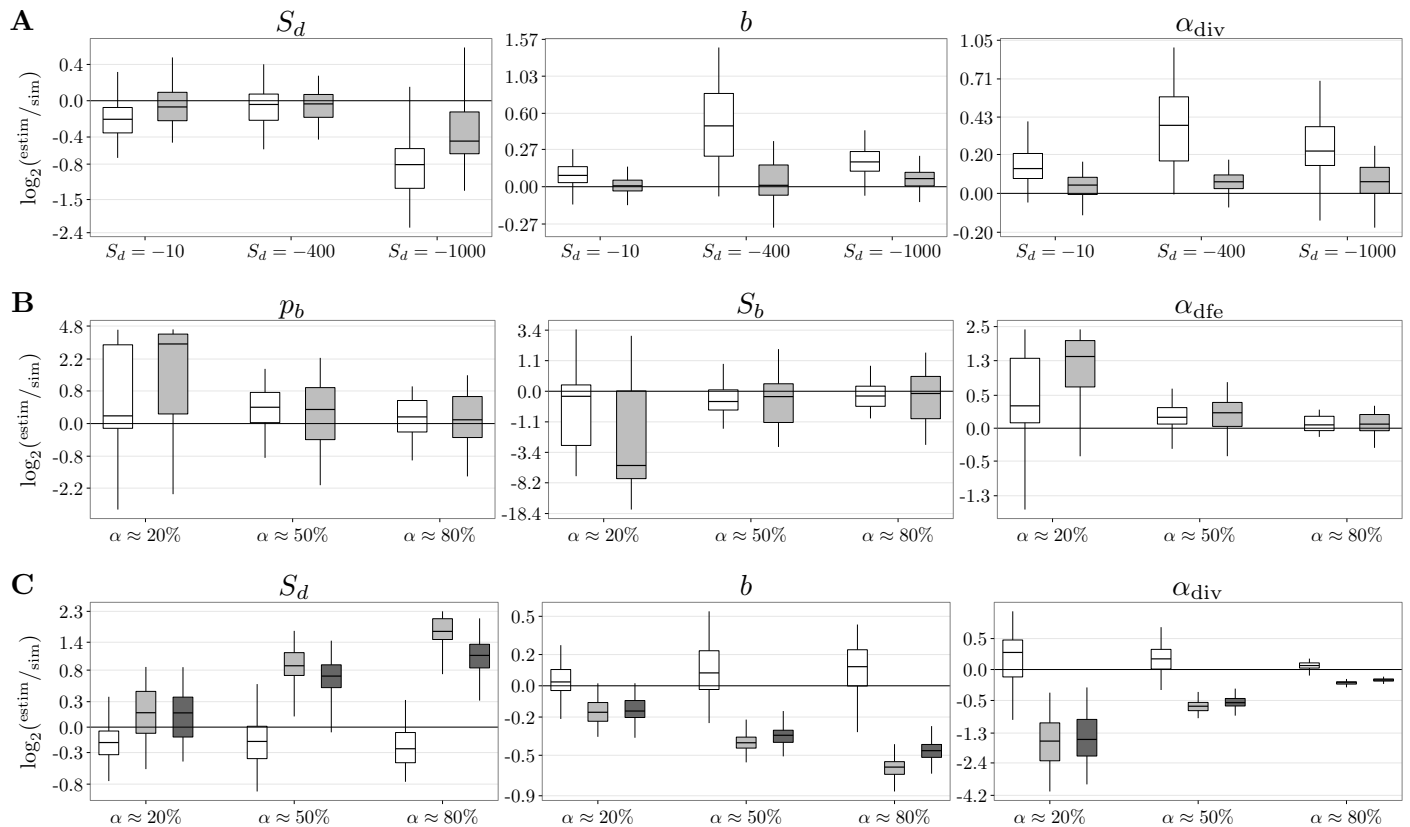 A
S_d
b
α_div
log₂(estim/sim)
0.4
0.0
-0.4
-0.8
-1.5
-2.4
1.57
1.03
0.60
0.27
0.00
-0.27
1.05
0.71
0.43
0.20
0.00
-0.20
S_d = −10
S_d = −400
S_d = −1000
S_d = −10
S_d = −400
S_d = −1000
S_d = −10
S_d = −400
S_d = −1000
B
p_b
S_b
α_dfe
log₂(estim/sim)
4.8
2.2
0.8
0.0
-0.8
-2.2
3.4
1.1
0.0
-1.1
-3.4
-8.2
-18.4
2.5
1.3
0.5
0.0
-0.5
-1.3
α ≈ 20%
α ≈ 50%
α ≈ 80%
α ≈ 20%
α ≈ 50%
α ≈ 80%
α ≈ 20%
α ≈ 50%
α ≈ 80%
C
S_d
b
α_div
log₂(estim/sim)
2.3
1.4
0.8
0.3
0.0
-0.3
-0.8
0.5
0.2
0.0
-0.2
-0.5
-0.9
0.5
0.0
-0.5
-1.3
-2.4
-4.2
α ≈ 20%
α ≈ 50%
α ≈ 80%
α ≈ 20%
α ≈ 50%
α ≈ 80%
α ≈ 20%
α ≈ 50%
α ≈ 80%